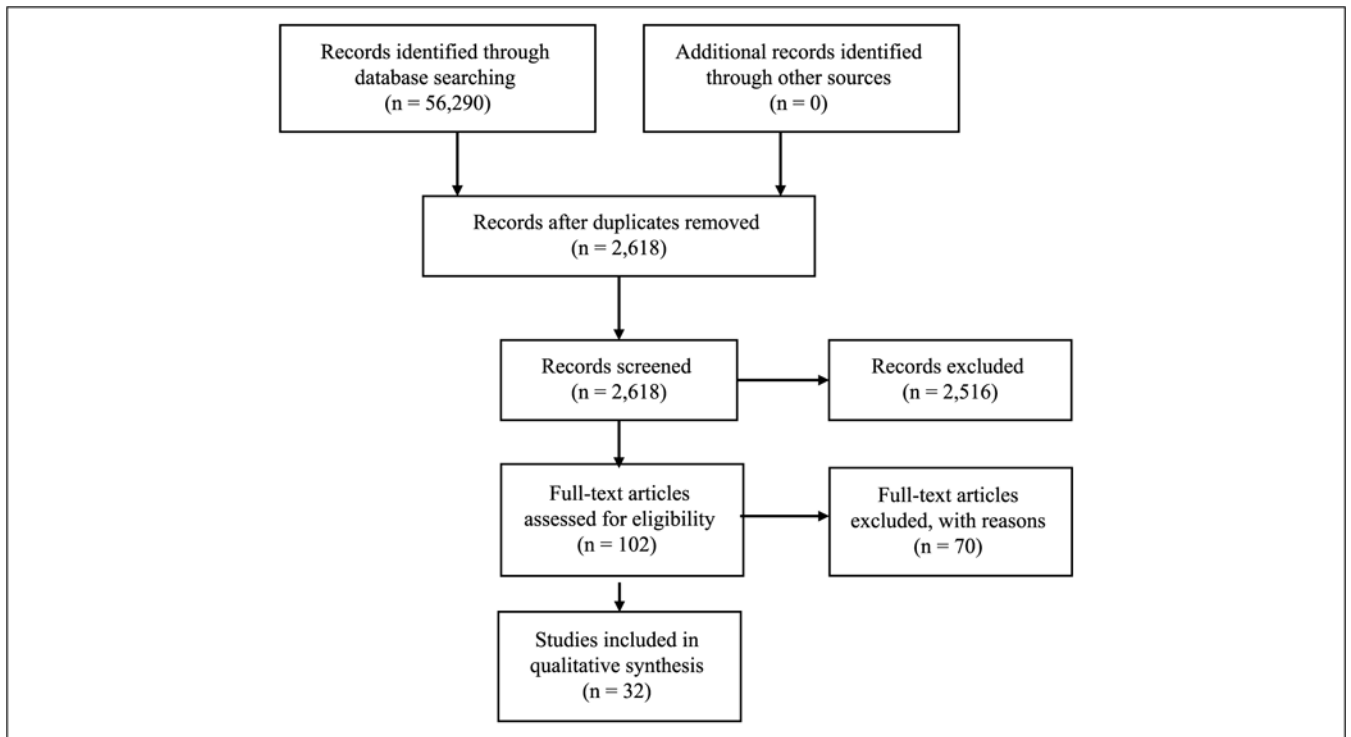 Records identified through
database searching
(n = 56,290)
Additional records identified
through other sources
(n = 0)
Records after duplicates removed
(n = 2,618)
Records screened
(n = 2,618)
Records excluded
(n = 2,516)
Full-text articles
assessed for eligibility
(n = 102)
Full-text articles
excluded, with reasons
(n = 70)
Studies included in
qualitative synthesis
(n = 32)